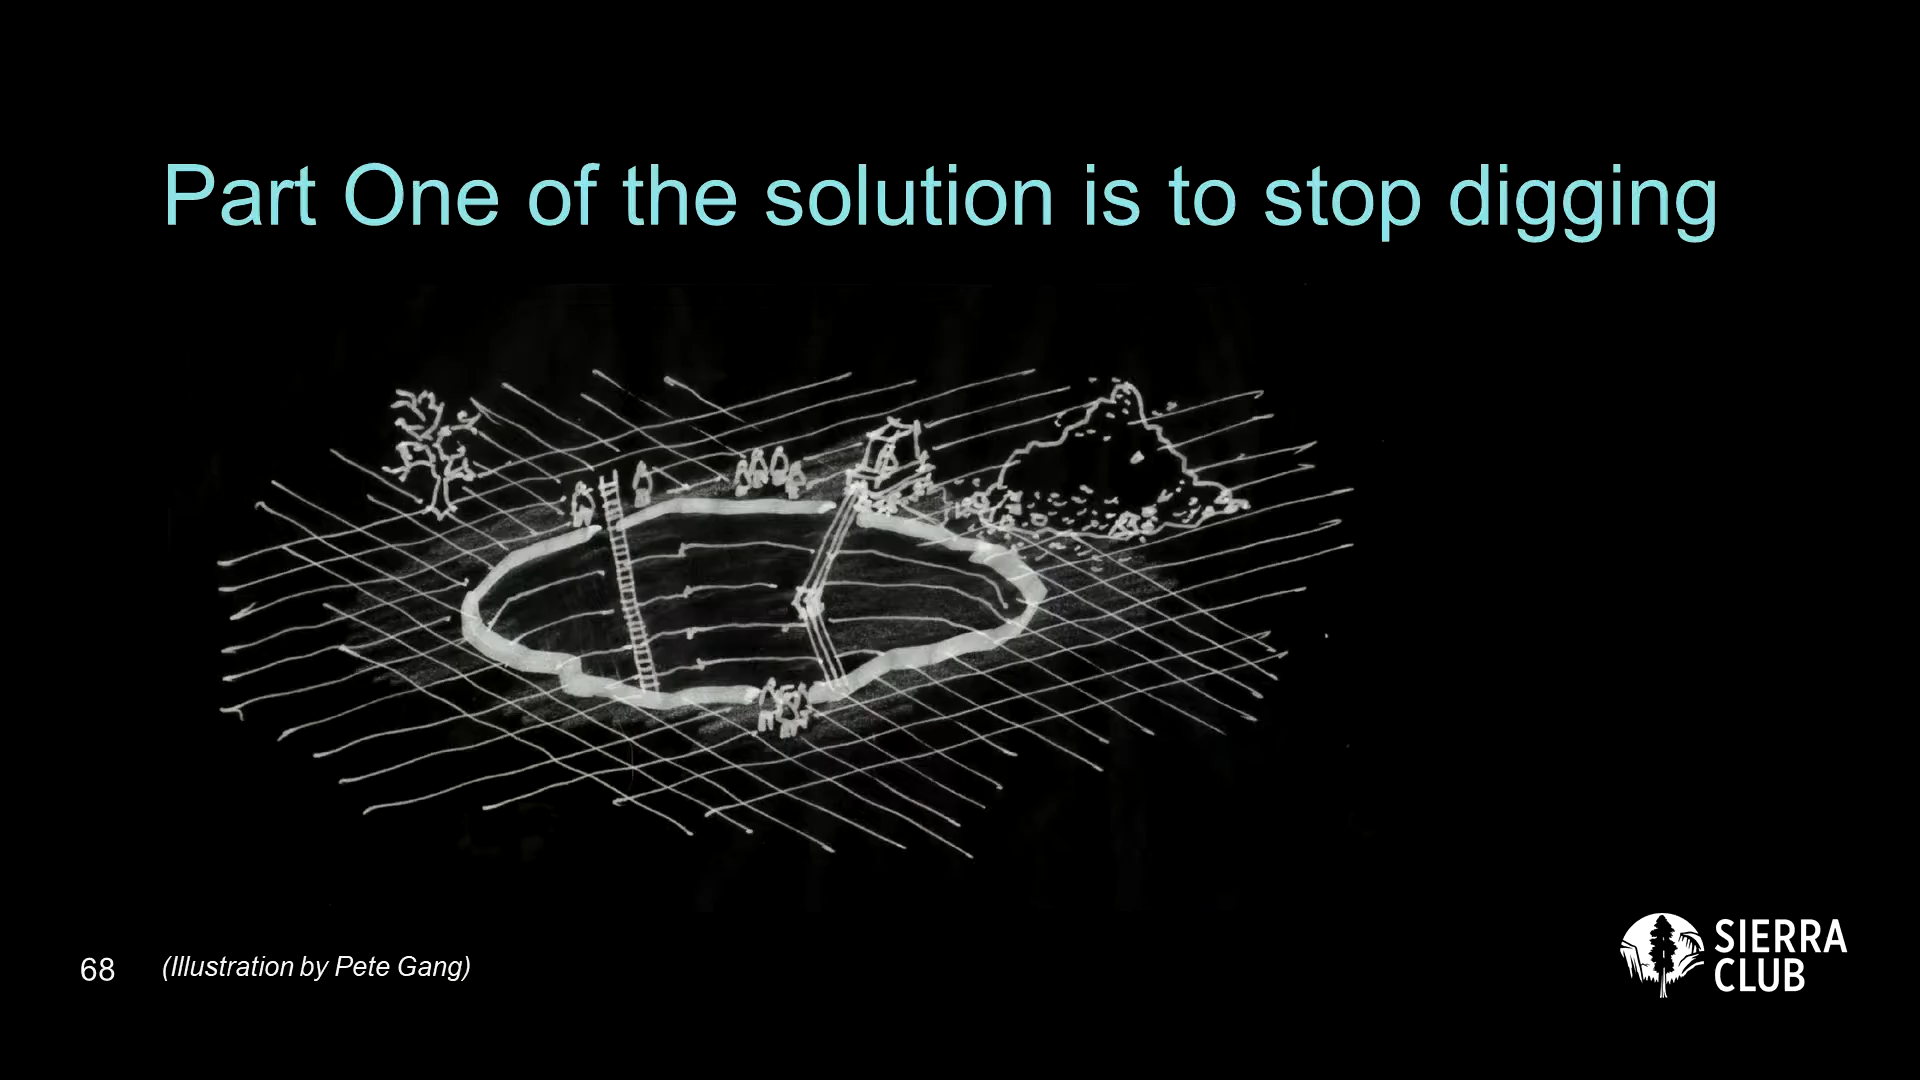 Part One of the solution is to stop digging
68
(Illustration by Pete Gang)
SIERRA
CLUB